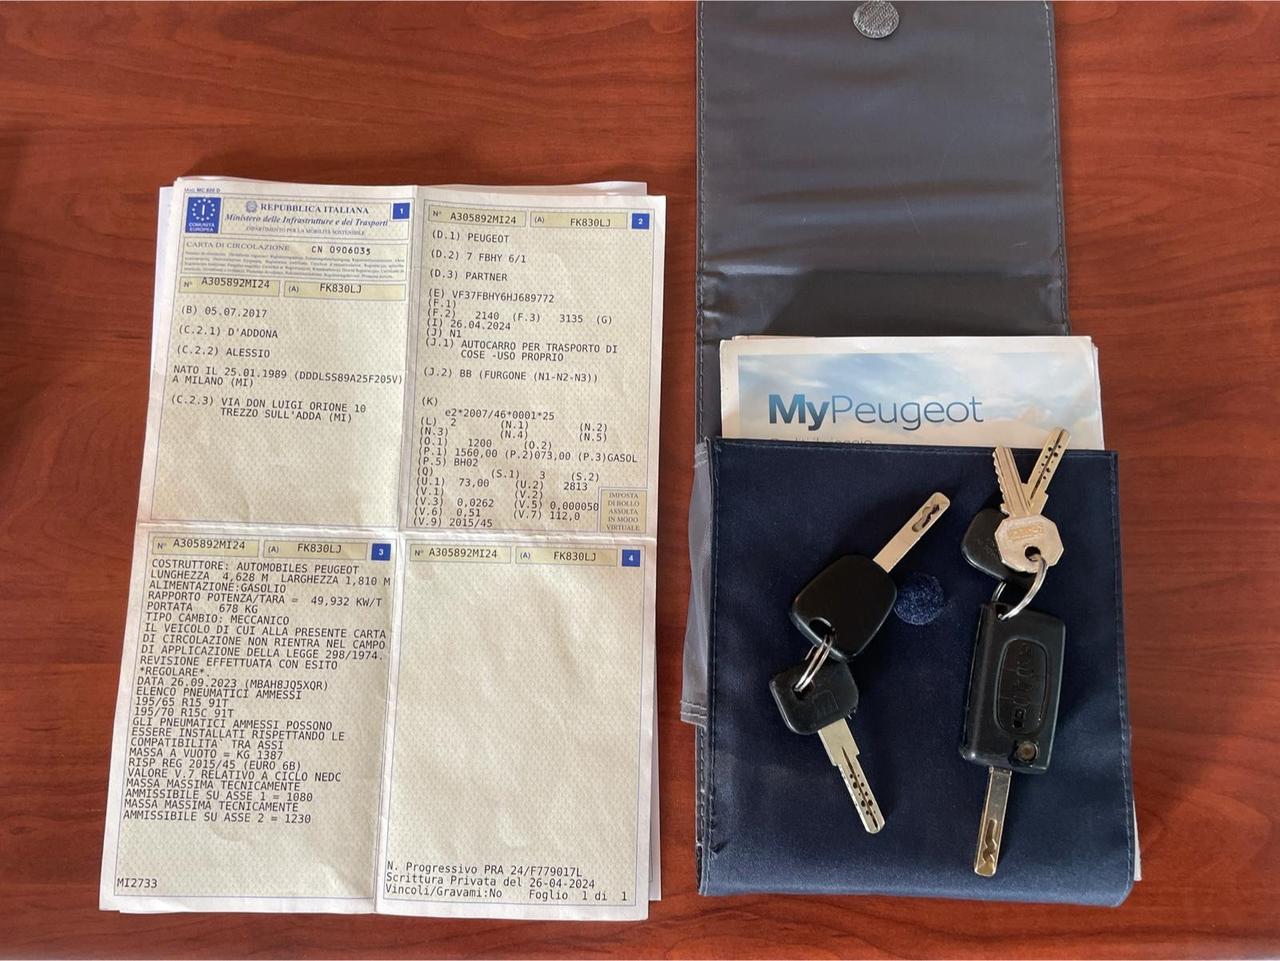 Mod. MC 820 D
COMUNITÀ
EUROPEA
REPUBBLICA ITALIANA
1
Ministero delle Infrastrutture e dei Trasporti
DIPARTIMENTO PER LA MOBILITÀ SOSTENIBILE
CARTA DI CIRCOLAZIONE CN 0906035
N° A305892MI24 (A) FK830LJ
(B) 05.07.2017
(C.2.1) D'ADDONA
(C.2.2) ALESSIO
NATO IL 25.01.1989 (DDDLSS89A25F205V)
A MILANO (MI)
(C.2.3) VIA DON LUIGI ORIONE 10
TREZZO SULL'ADDA (MI)
N° A305892MI24 (A) FK830LJ 2
(D.1) PEUGEOT
(D.2) 7 FBHY 6/1
(D.3) PARTNER
(E) VF37FBHY6HJ689772
(F.1)
(F.2) 2140 (F.3) 3135 (G)
(I) 26.04.2024
(J) N1
(J.1) AUTOCARRO PER TRASPORTO DI
COSE -USO PROPRIO
(J.2) BB (FURGONE (N1-N2-N3))
(K)
e2*2007/46*0001*25
(L) 2 (N.1) (N.2)
(N.3) (N.4) (N.5)
(O.1) 1200 (O.2)
(P.1) 1560,00 (P.2)073,00 (P.3)GASOL
(P.5) BH02
(Q) (S.1) 3 (S.2)
(U.1) 73,00 (U.2) 2813
(V.1) (V.2)
(V.3) 0,0262 (V.5) 0,000050
(V.6) 0,51 (V.7) 112,0
(V.9) 2015/45
IMPOSTA
DI BOLLO
ASSOLTA
IN MODO
VIRTUALE
N° A305892MI24 (A) FK830LJ 3
COSTRUTTORE: AUTOMOBILES PEUGEOT
LUNGHEZZA 4,628 M LARGHEZZA 1,810 M
ALIMENTAZIONE:GASOLIO
RAPPORTO POTENZA/TARA = 49,932 KW/T
PORTATA 678 KG
TIPO CAMBIO: MECCANICO
IL VEICOLO DI CUI ALLA PRESENTE CARTA
DI CIRCOLAZIONE NON RIENTRA NEL CAMPO
DI APPLICAZIONE DELLA LEGGE 298/1974.
REVISIONE EFFETTUATA CON ESITO
*REGOLARE*.
DATA 26.09.2023 (MBAH8JQ5XQR)
ELENCO PNEUMATICI AMMESSI
195/65 R15 91T
195/70 R15C 91T
GLI PNEUMATICI AMMESSI POSSONO
ESSERE INSTALLATI RISPETTANDO LE
COMPATIBILITA` TRA ASSI
MASSA A VUOTO = KG 1387
RISP REG 2015/45 (EURO 6B)
VALORE V.7 RELATIVO A CICLO NEDC
MASSA MASSIMA TECNICAMENTE
AMMISSIBILE SU ASSE 1 = 1080
MASSA MASSIMA TECNICAMENTE
AMMISSIBILE SU ASSE 2 = 1230
MI2733
N° A305892MI24 (A) FK830LJ 4
N. Progressivo PRA 24/F779017L
Scrittura Privata del 26-04-2024
Vincoli/Gravami:No Foglio 1 di 1
MyPeugeot